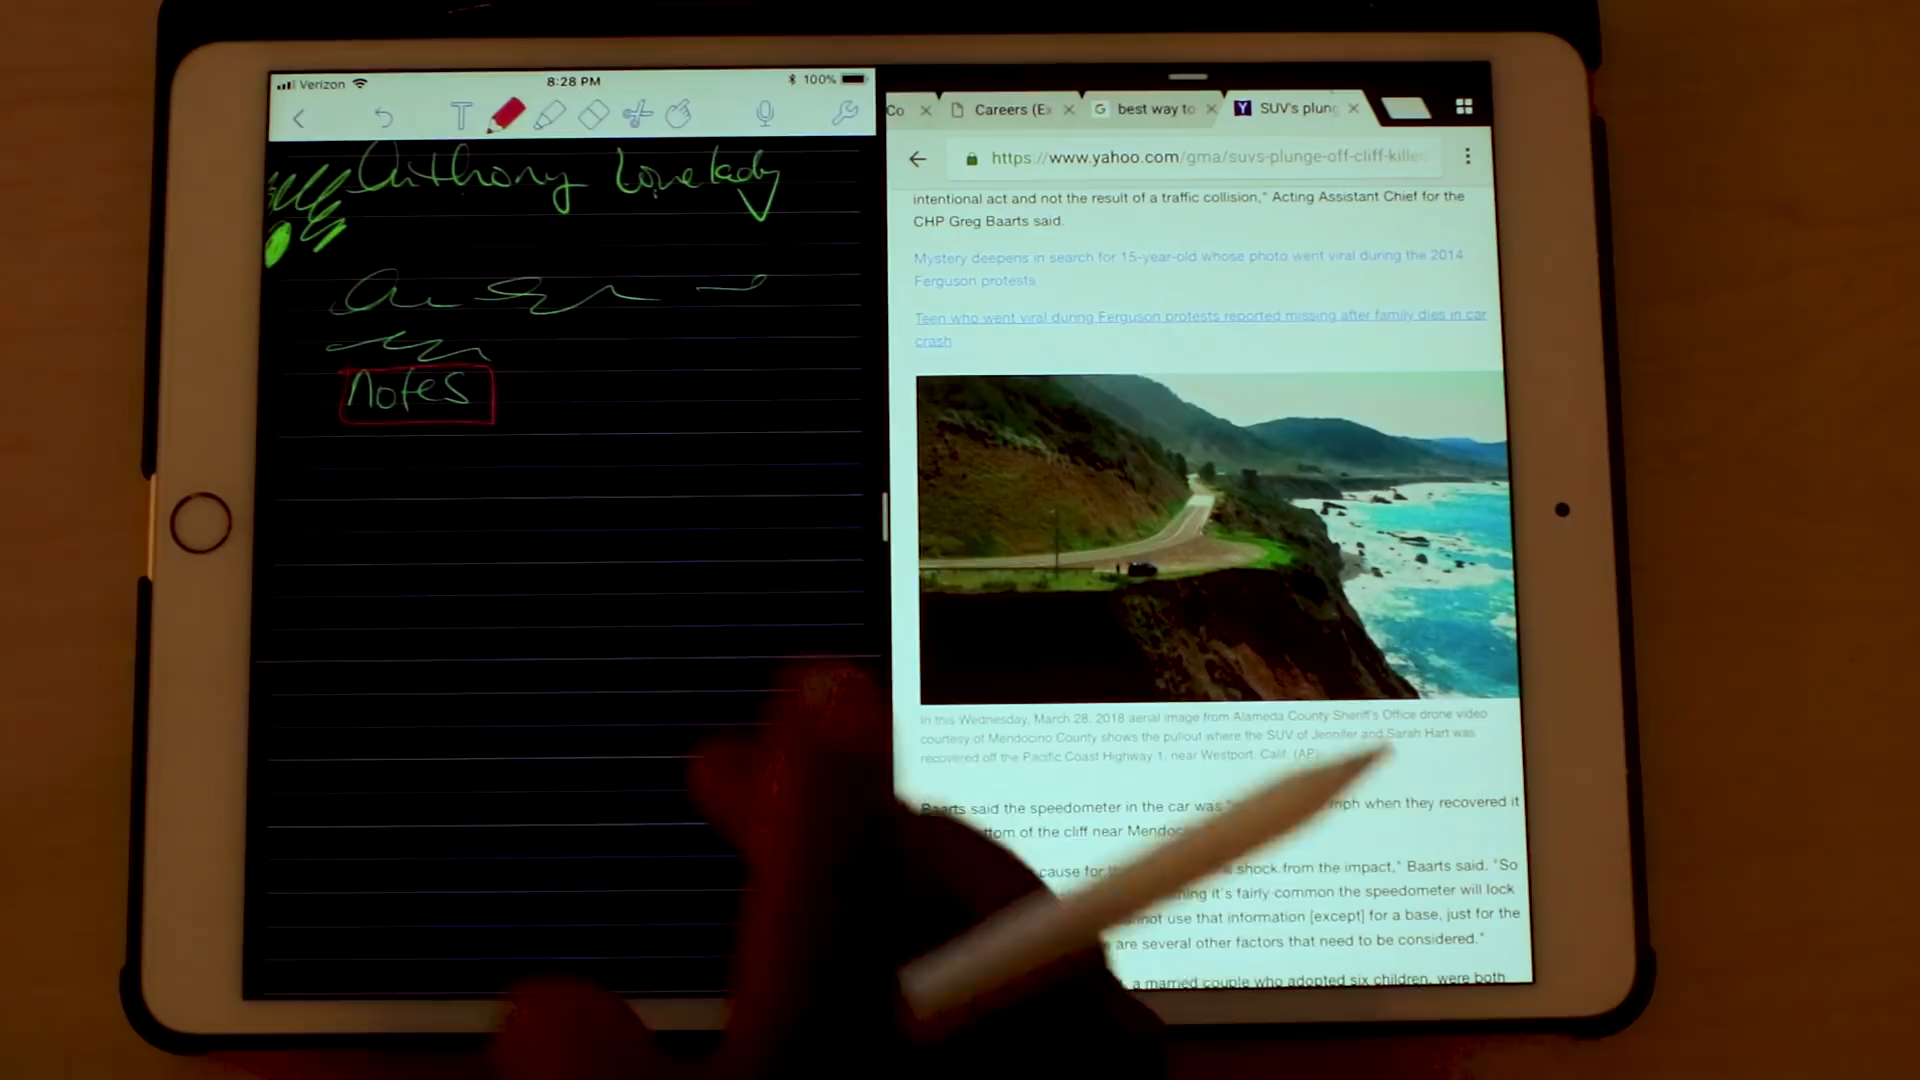 Verizon 8:28 PM 100%
T
Anthony Lovelady
Notes
Co Careers (Ex G best way to Y SUV's plung
https://www.yahoo.com/gma/suvs-plunge-off-cliff-kille
intentional act and not the result of a traffic collision," Acting Assistant Chief for the
CHP Greg Baarts said.
Mystery deepens in search for 15-year-old whose photo went viral during the 2014
Ferguson protests
Teen who went viral during Ferguson protests reported missing after family dies in car
crash
In this Wednesday, March 28, 2018 aerial image from Alameda County Sheriff's Office drone video
courtesy of Mendocino County shows the pullout where the SUV of Jennifer and Sarah Hart was
recovered off the Pacific Coast Highway 1, near Westport, Calif. (AP)
Baarts said the speedometer in the car was mph when they recovered it
ttom of the cliff near Mendoc
cause for shock from the impact," Baarts said. "So
ning it's fairly common the speedometer will lock
not use that information [except] for a base, just for the
are several other factors that need to be considered."
a married couple who adopted six children, were both